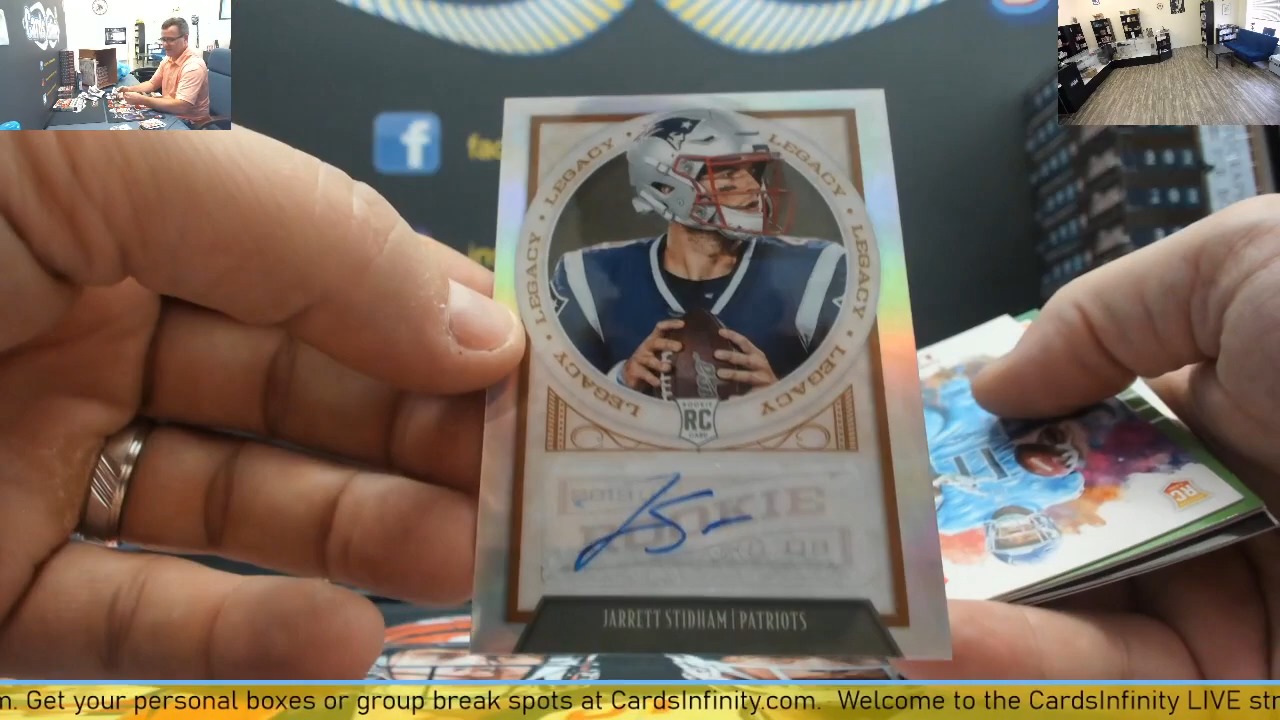 LEGACY • LEGACY
LEGACY • LEGACY
LEGACY • LEGACY
ROOKIE
RC
CARD
2019
ROOKIE
JARRETT STIDHAM | PATRIOTS
RC
m. Get your personal boxes or group break spots at CardsInfinity.com. Welcome to the CardsInfinity LIVE str